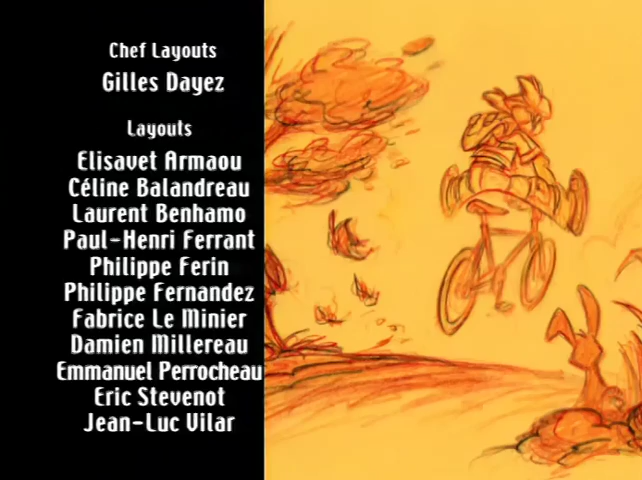 Chef Layouts
Gilles Dayez
Layouts
Elisavet Armaou
Céline Balandreau
Laurent Benhamo
Paul-Henri Ferrant
Philippe Ferin
Philippe Fernandez
Fabrice Le Minier
Damien Millereau
Emmanuel Perrocheau
Eric Stevenot
Jean-Luc Vilar